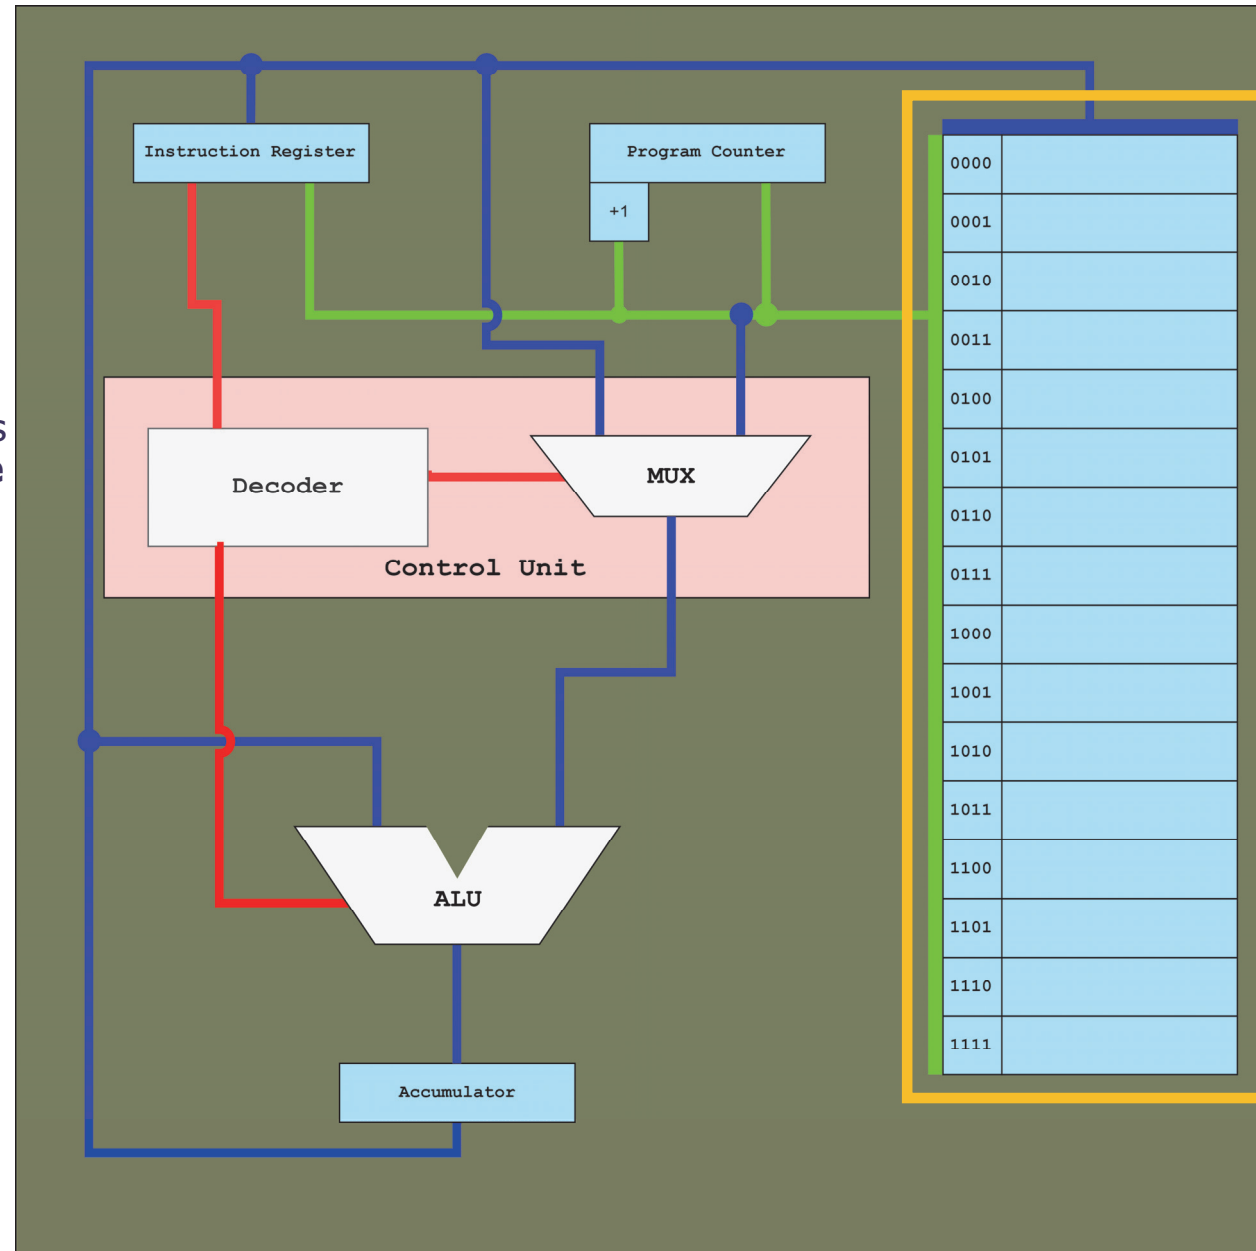 Instruction Register
Program Counter
+1
s
e
Decoder
MUX
Control Unit
ALU
Accumulator
0000
0001
0010
0011
0100
0101
0110
0111
1000
1001
1010
1011
1100
1101
1110
1111